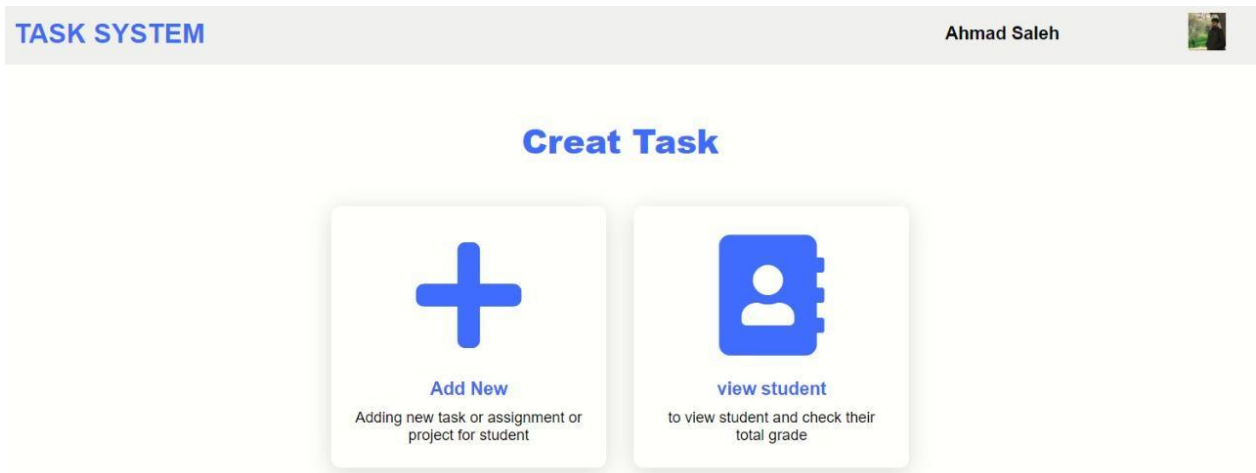 TASK SYSTEM
Ahmad Saleh
Creat Task
Add New
Adding new task or assignment or
project for student
view student
to view student and check their
total grade